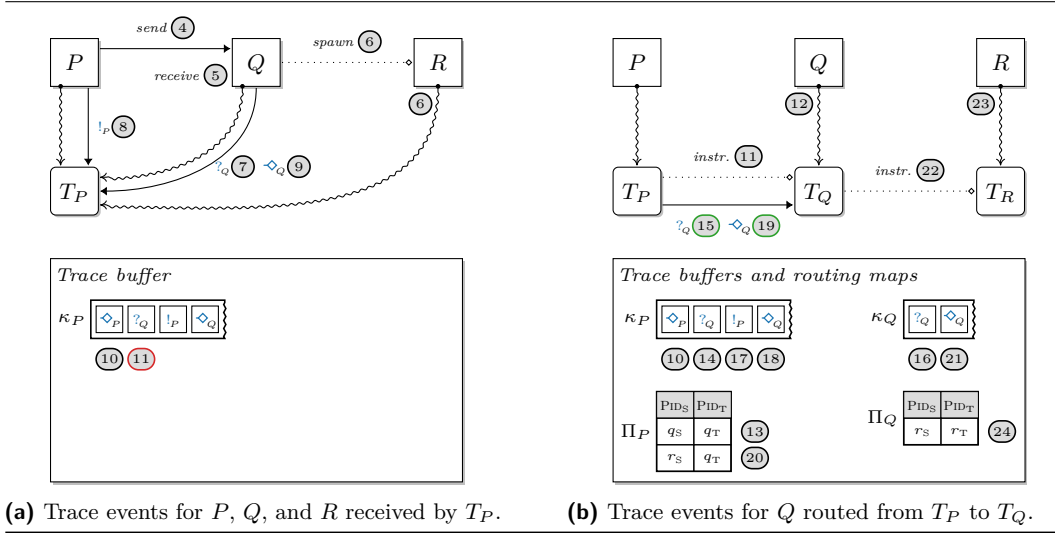 send 4
spawn 6
P
Q
R
receive 5
6
!P 8
?Q 7
Q 9
TP
Trace buffer
κP
P
?Q
!P
Q
10
11
(a) Trace events for P, Q, and R received by TP.
P
Q
R
12
23
instr. 11
instr. 22
TP
TQ
TR
?Q 15
Q 19
Trace buffers and routing maps
κP
P
?Q
!P
Q
κQ
?Q
Q
10
14
17
18
16
21
ΠP
PIDS PIDT
qS qT 13
rS qT 20
ΠQ
PIDS PIDT
rS rT 24
(b) Trace events for Q routed from TP to TQ.